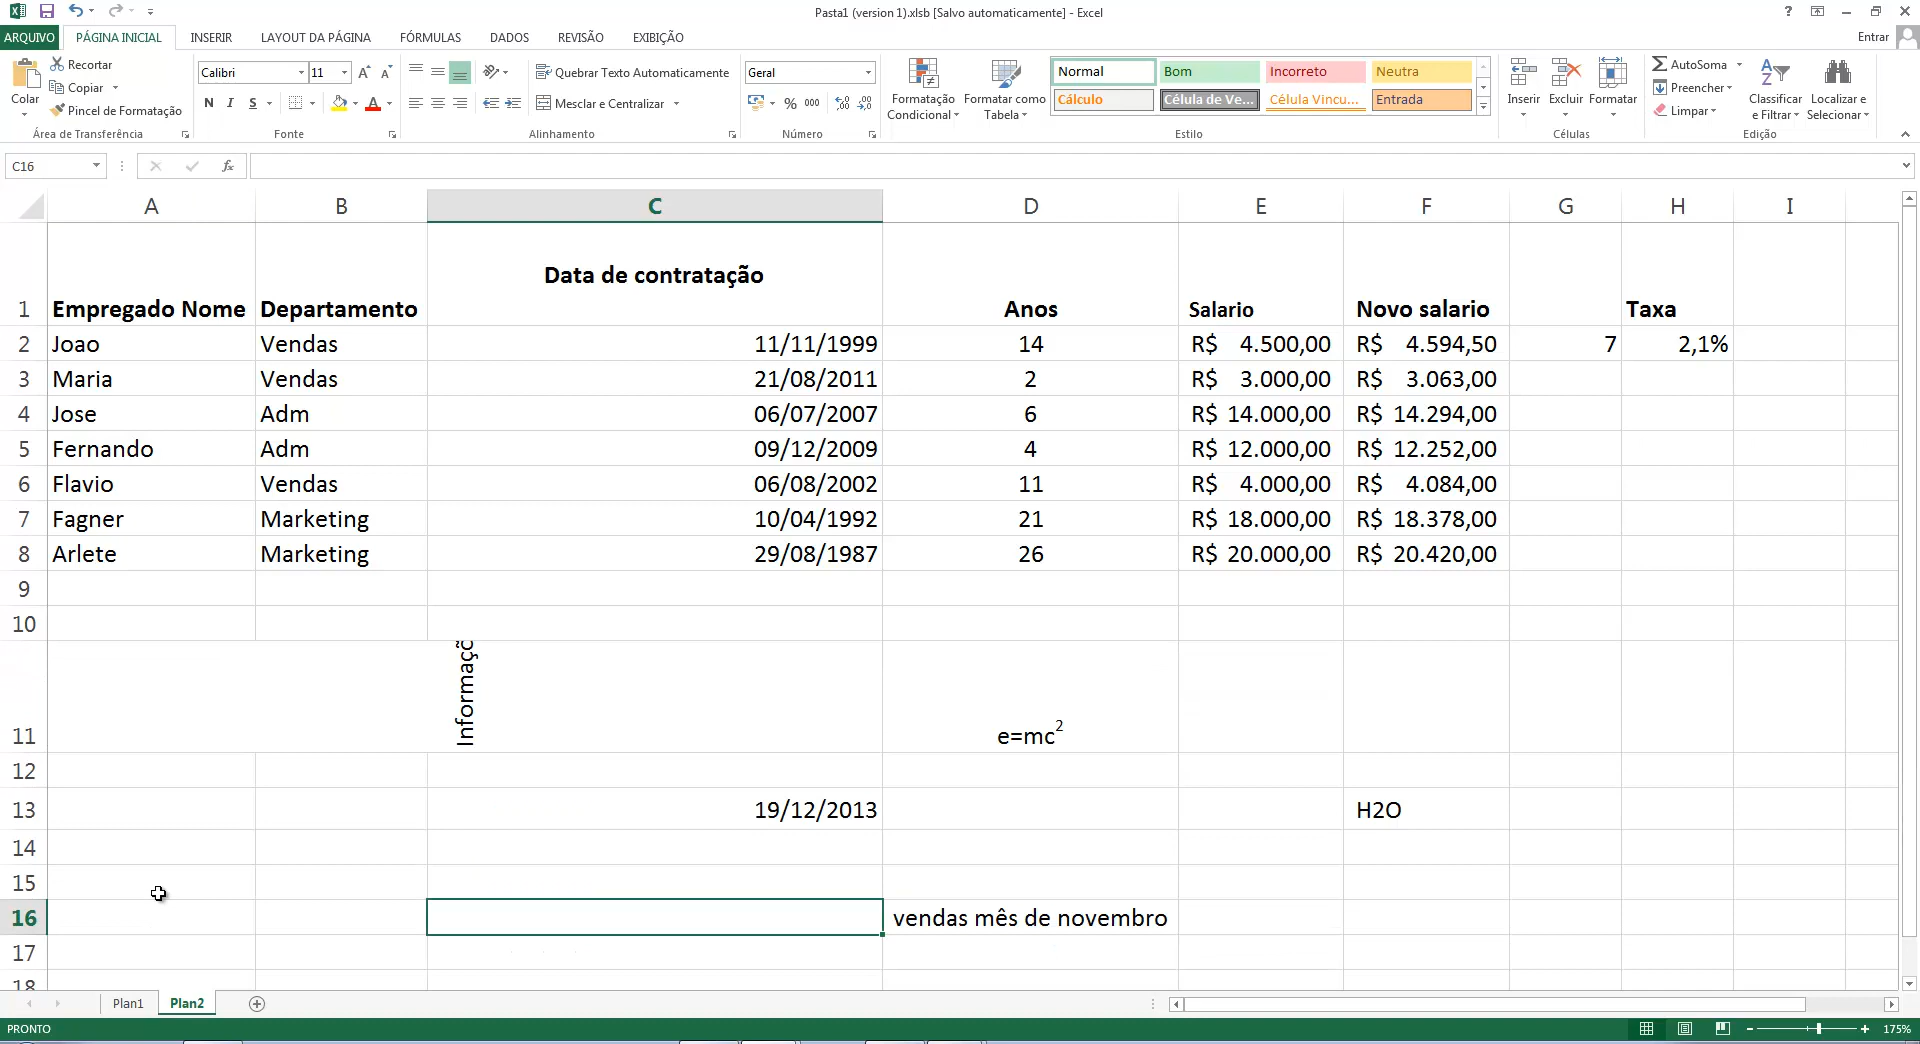 Pasta1 (version 1).xlsb [Salvo automaticamente] - Excel
ARQUIVO PÁGINA INICIAL INSERIR LAYOUT DA PÁGINA FÓRMULAS DADOS REVISÃO EXIBIÇÃO Entrar
Colar
Recortar
Copiar
Pincel de Formatação
Área de Transferência
Calibri 11
N I S
Fonte
Quebrar Texto Automaticamente
Mesclar e Centralizar
Alinhamento
Geral
% 000
Número
Formatação Condicional
Formatar como Tabela
Normal Bom Incorreto Neutra
Cálculo Célula de Ve... Célula Vincu... Entrada
Estilo
Inserir Excluir Formatar
Células
AutoSoma
Preencher
Limpar
Classificar e Filtrar
Localizar e Selecionar
Edição
C16 fx
A B C D E F G H I
1 Empregado Nome Departamento Data de contratação Anos Salario Novo salario Taxa
2 Joao Vendas 11/11/1999 14 R$ 4.500,00 R$ 4.594,50 7 2,1%
3 Maria Vendas 21/08/2011 2 R$ 3.000,00 R$ 3.063,00
4 Jose Adm 06/07/2007 6 R$ 14.000,00 R$ 14.294,00
5 Fernando Adm 09/12/2009 4 R$ 12.000,00 R$ 12.252,00
6 Flavio Vendas 06/08/2002 11 R$ 4.000,00 R$ 4.084,00
7 Fagner Marketing 10/04/1992 21 R$ 18.000,00 R$ 18.378,00
8 Arlete Marketing 29/08/1987 26 R$ 20.000,00 R$ 20.420,00
9
10
11 Informaçõ e=mc²
12
13 19/12/2013 H2O
14
15
16 vendas mês de novembro
17
18
Plan1 Plan2
PRONTO 175%